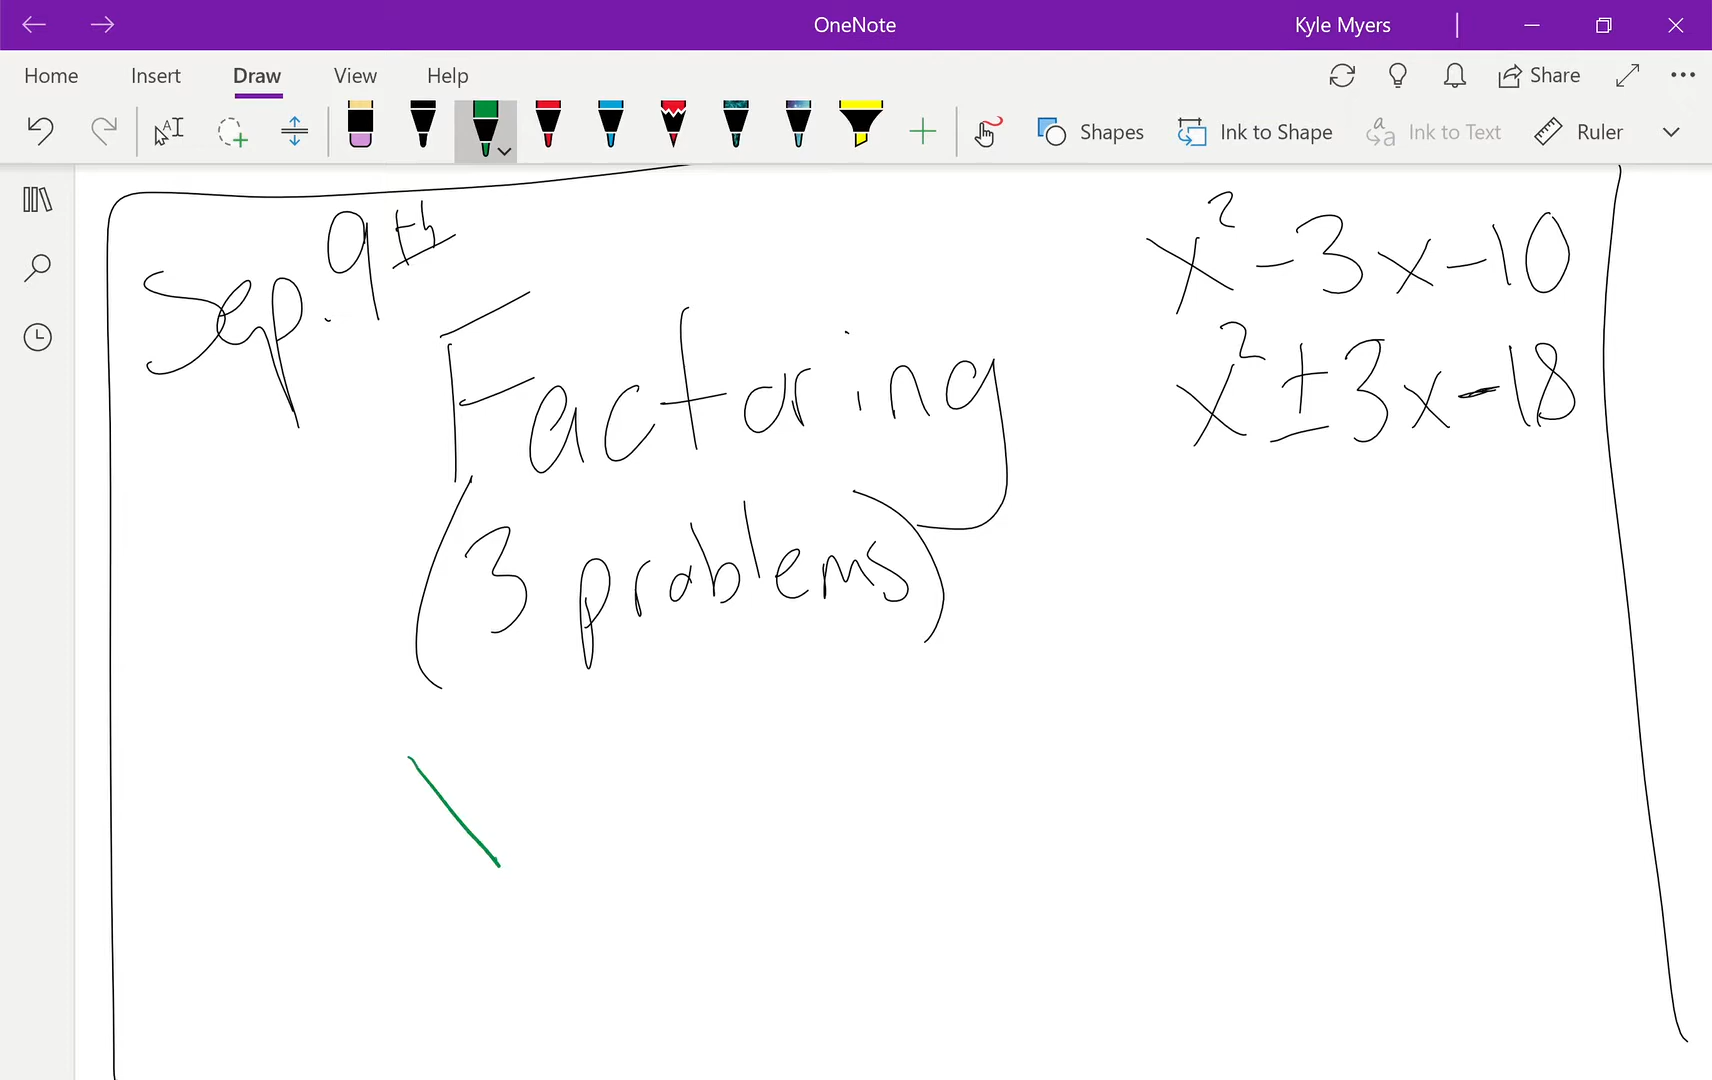 OneNote
Kyle Myers
Home Insert Draw View Help
Share
Shapes Ink to Shape Ink to Text Ruler
Sep. 9th
Factoring
(3 problems)
x² - 3x - 10
x² ± 3x - 18